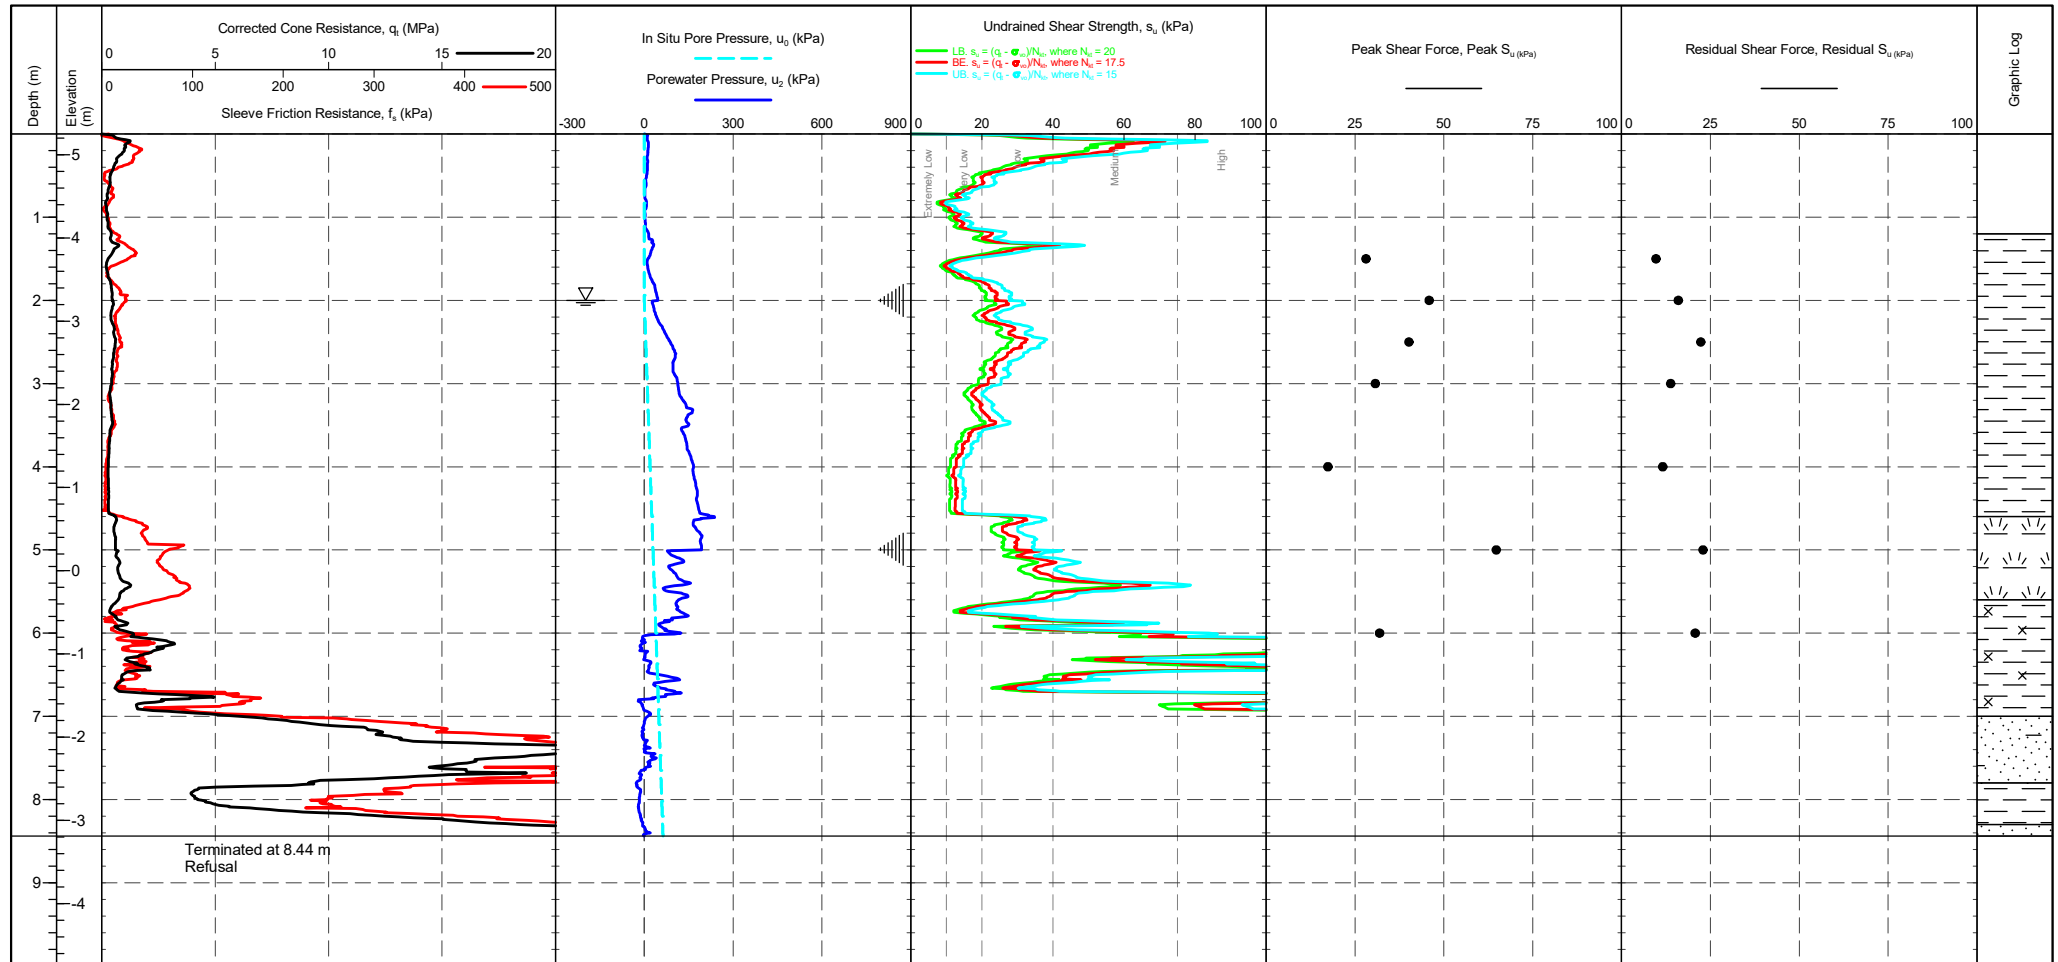 Corrected Cone Resistance, qt (MPa)
0 5 10 15 20
0 100 200 300 400 500
Sleeve Friction Resistance, fs (kPa)
Depth (m)
Elevation (m)
In Situ Pore Pressure, u0 (kPa)
Porewater Pressure, u2 (kPa)
-300 0 300 600 900
Undrained Shear Strength, su (kPa)
LB. su = (qt - σvo)/Nkt, where Nkt = 20
BE. su = (qt - σvo)/Nkt, where Nkt = 17.5
UB. su = (qt - σvo)/Nkt, where Nkt = 15
0 20 40 60 80 100
Extremely Low
ery Low
ow
Medium
High
Peak Shear Force, Peak Su (kPa)
0 25 50 75 100
Residual Shear Force, Residual Su (kPa)
0 25 50 75 100
Graphic Log
5
1
4
2
3
3
-2
4
1
5
0
6
-1
7
-2
8
-3
Terminated at 8.44 m
Refusal
9
-4